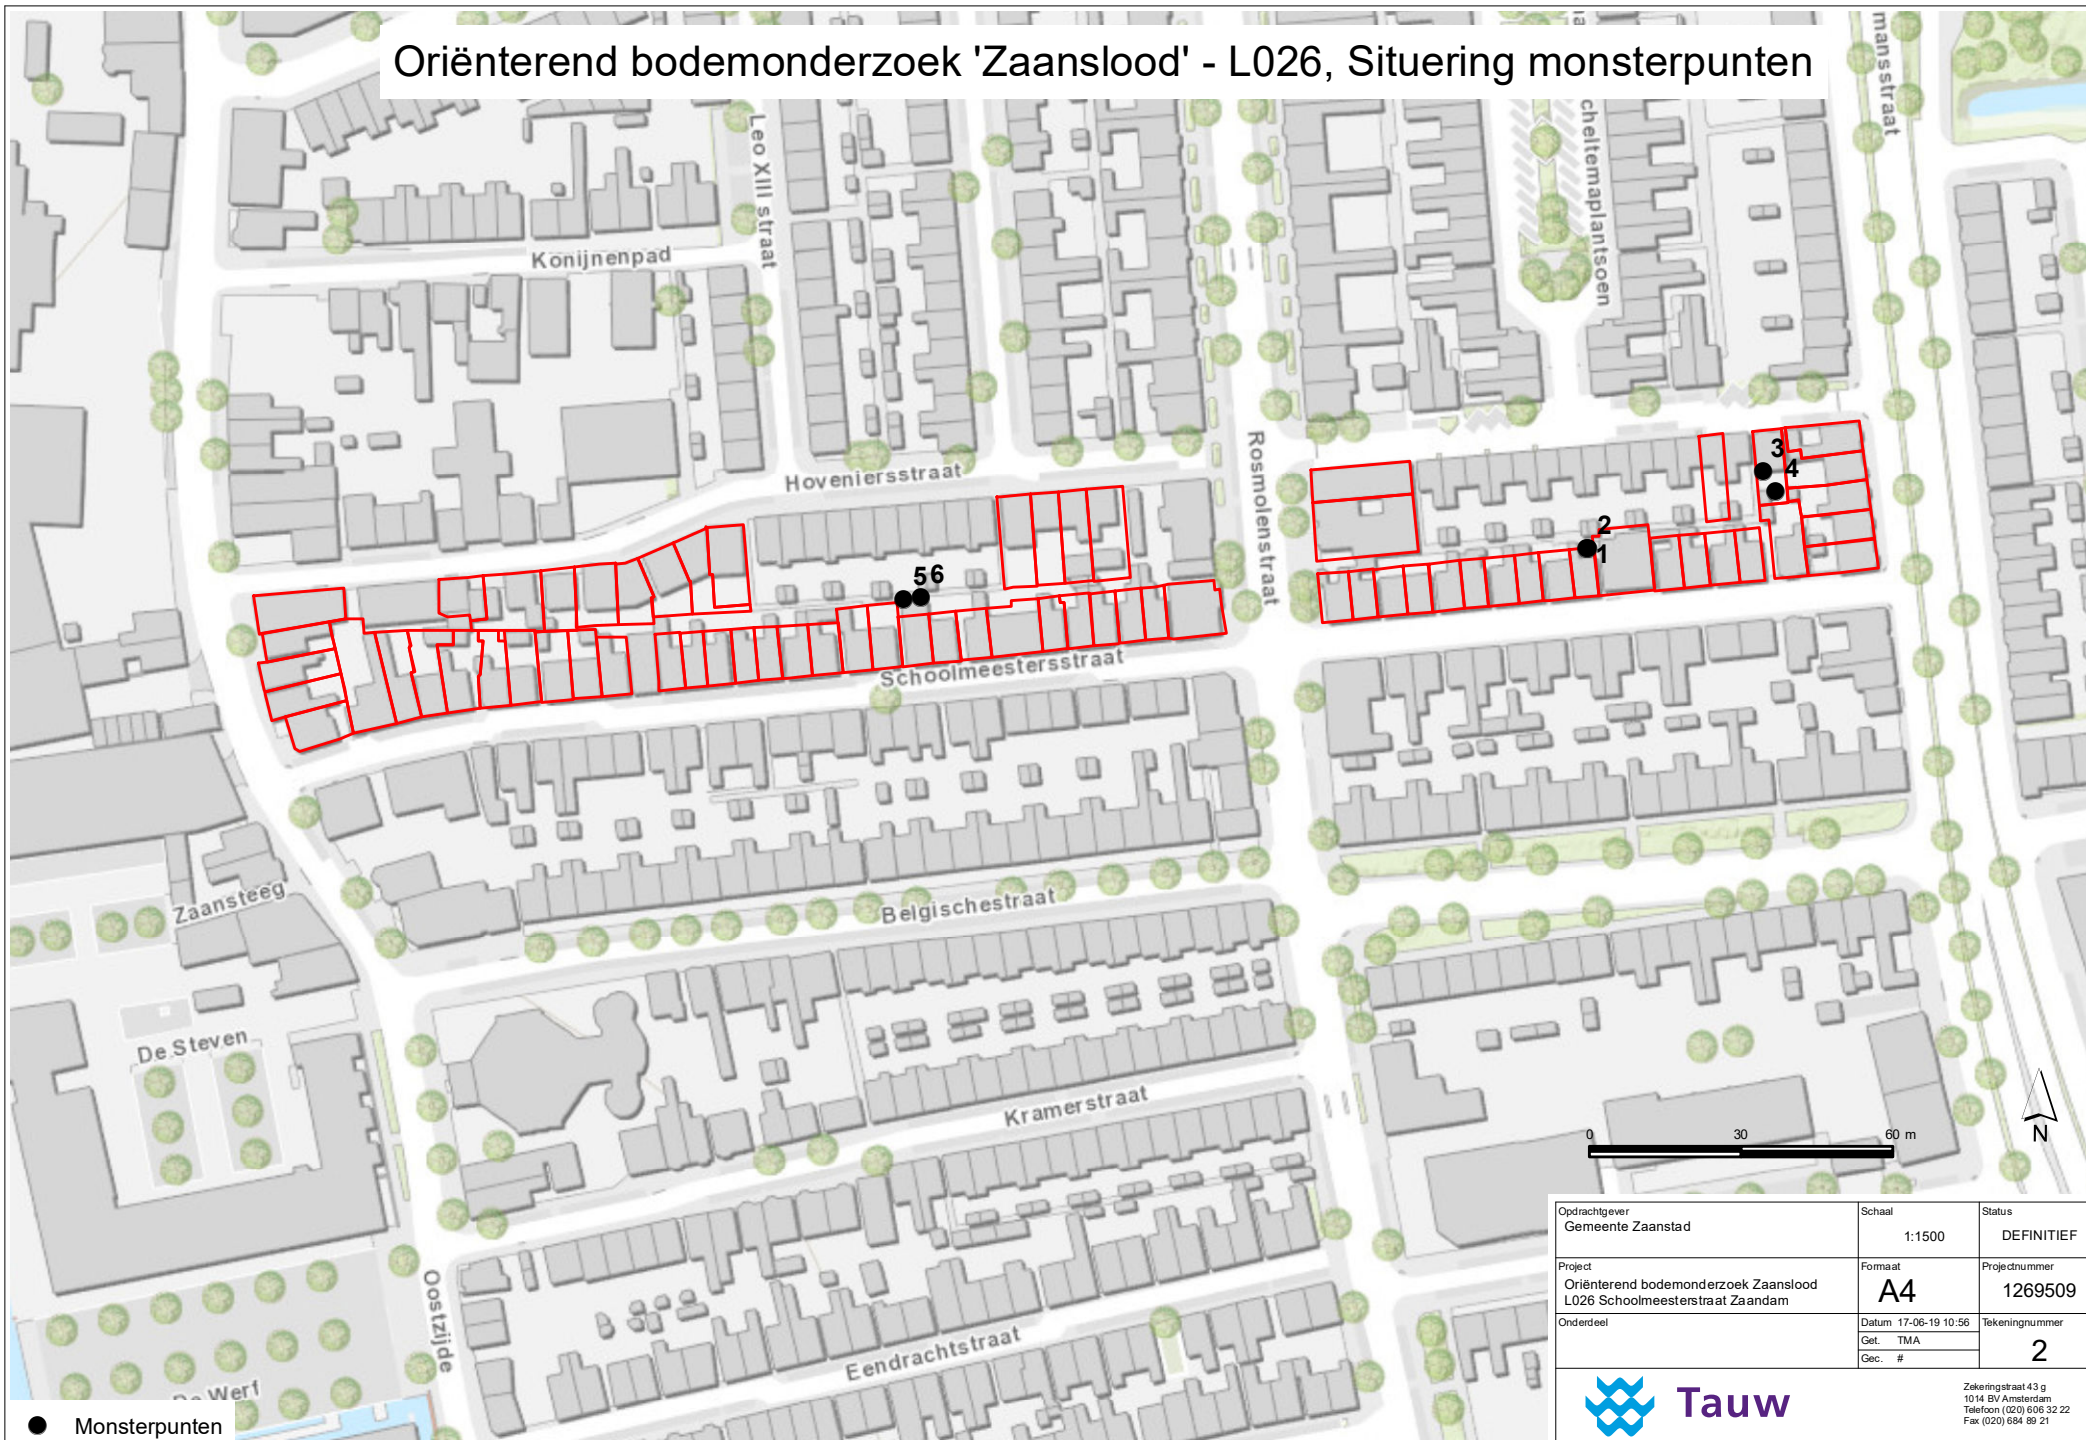 Oriënterend bodemonderzoek 'Zaanslood' - L026, Situering monsterpunten
mansstraat
cheltemaplantsoen
Leo XIII straat
Konijnenpad
Hoveniersstraat
Rosmolenstraat
3
4
2
1
5 6
Schoolmeestersstraat
Zaansteeg
Belgischestraat
De Steven
Kramerstraat
Oostzijde
Eendrachtstraat
De Werf
0 30 60 m
N
Opdrachtgever
Gemeente Zaanstad
Schaal
1:1500
Status
DEFINITIEF
Project
Oriënterend bodemonderzoek Zaanslood
L026 Schoolmeesterstraat Zaandam
Formaat
A4
Projectnummer
1269509
Onderdeel
Datum 17-06-19 10:56
Get. TMA
Gec. #
Tekeningnummer
2
Tauw
Zekeringstraat 43 g
1014 BV Amsterdam
Telefoon (020) 606 32 22
Fax (020) 684 89 21
Monsterpunten